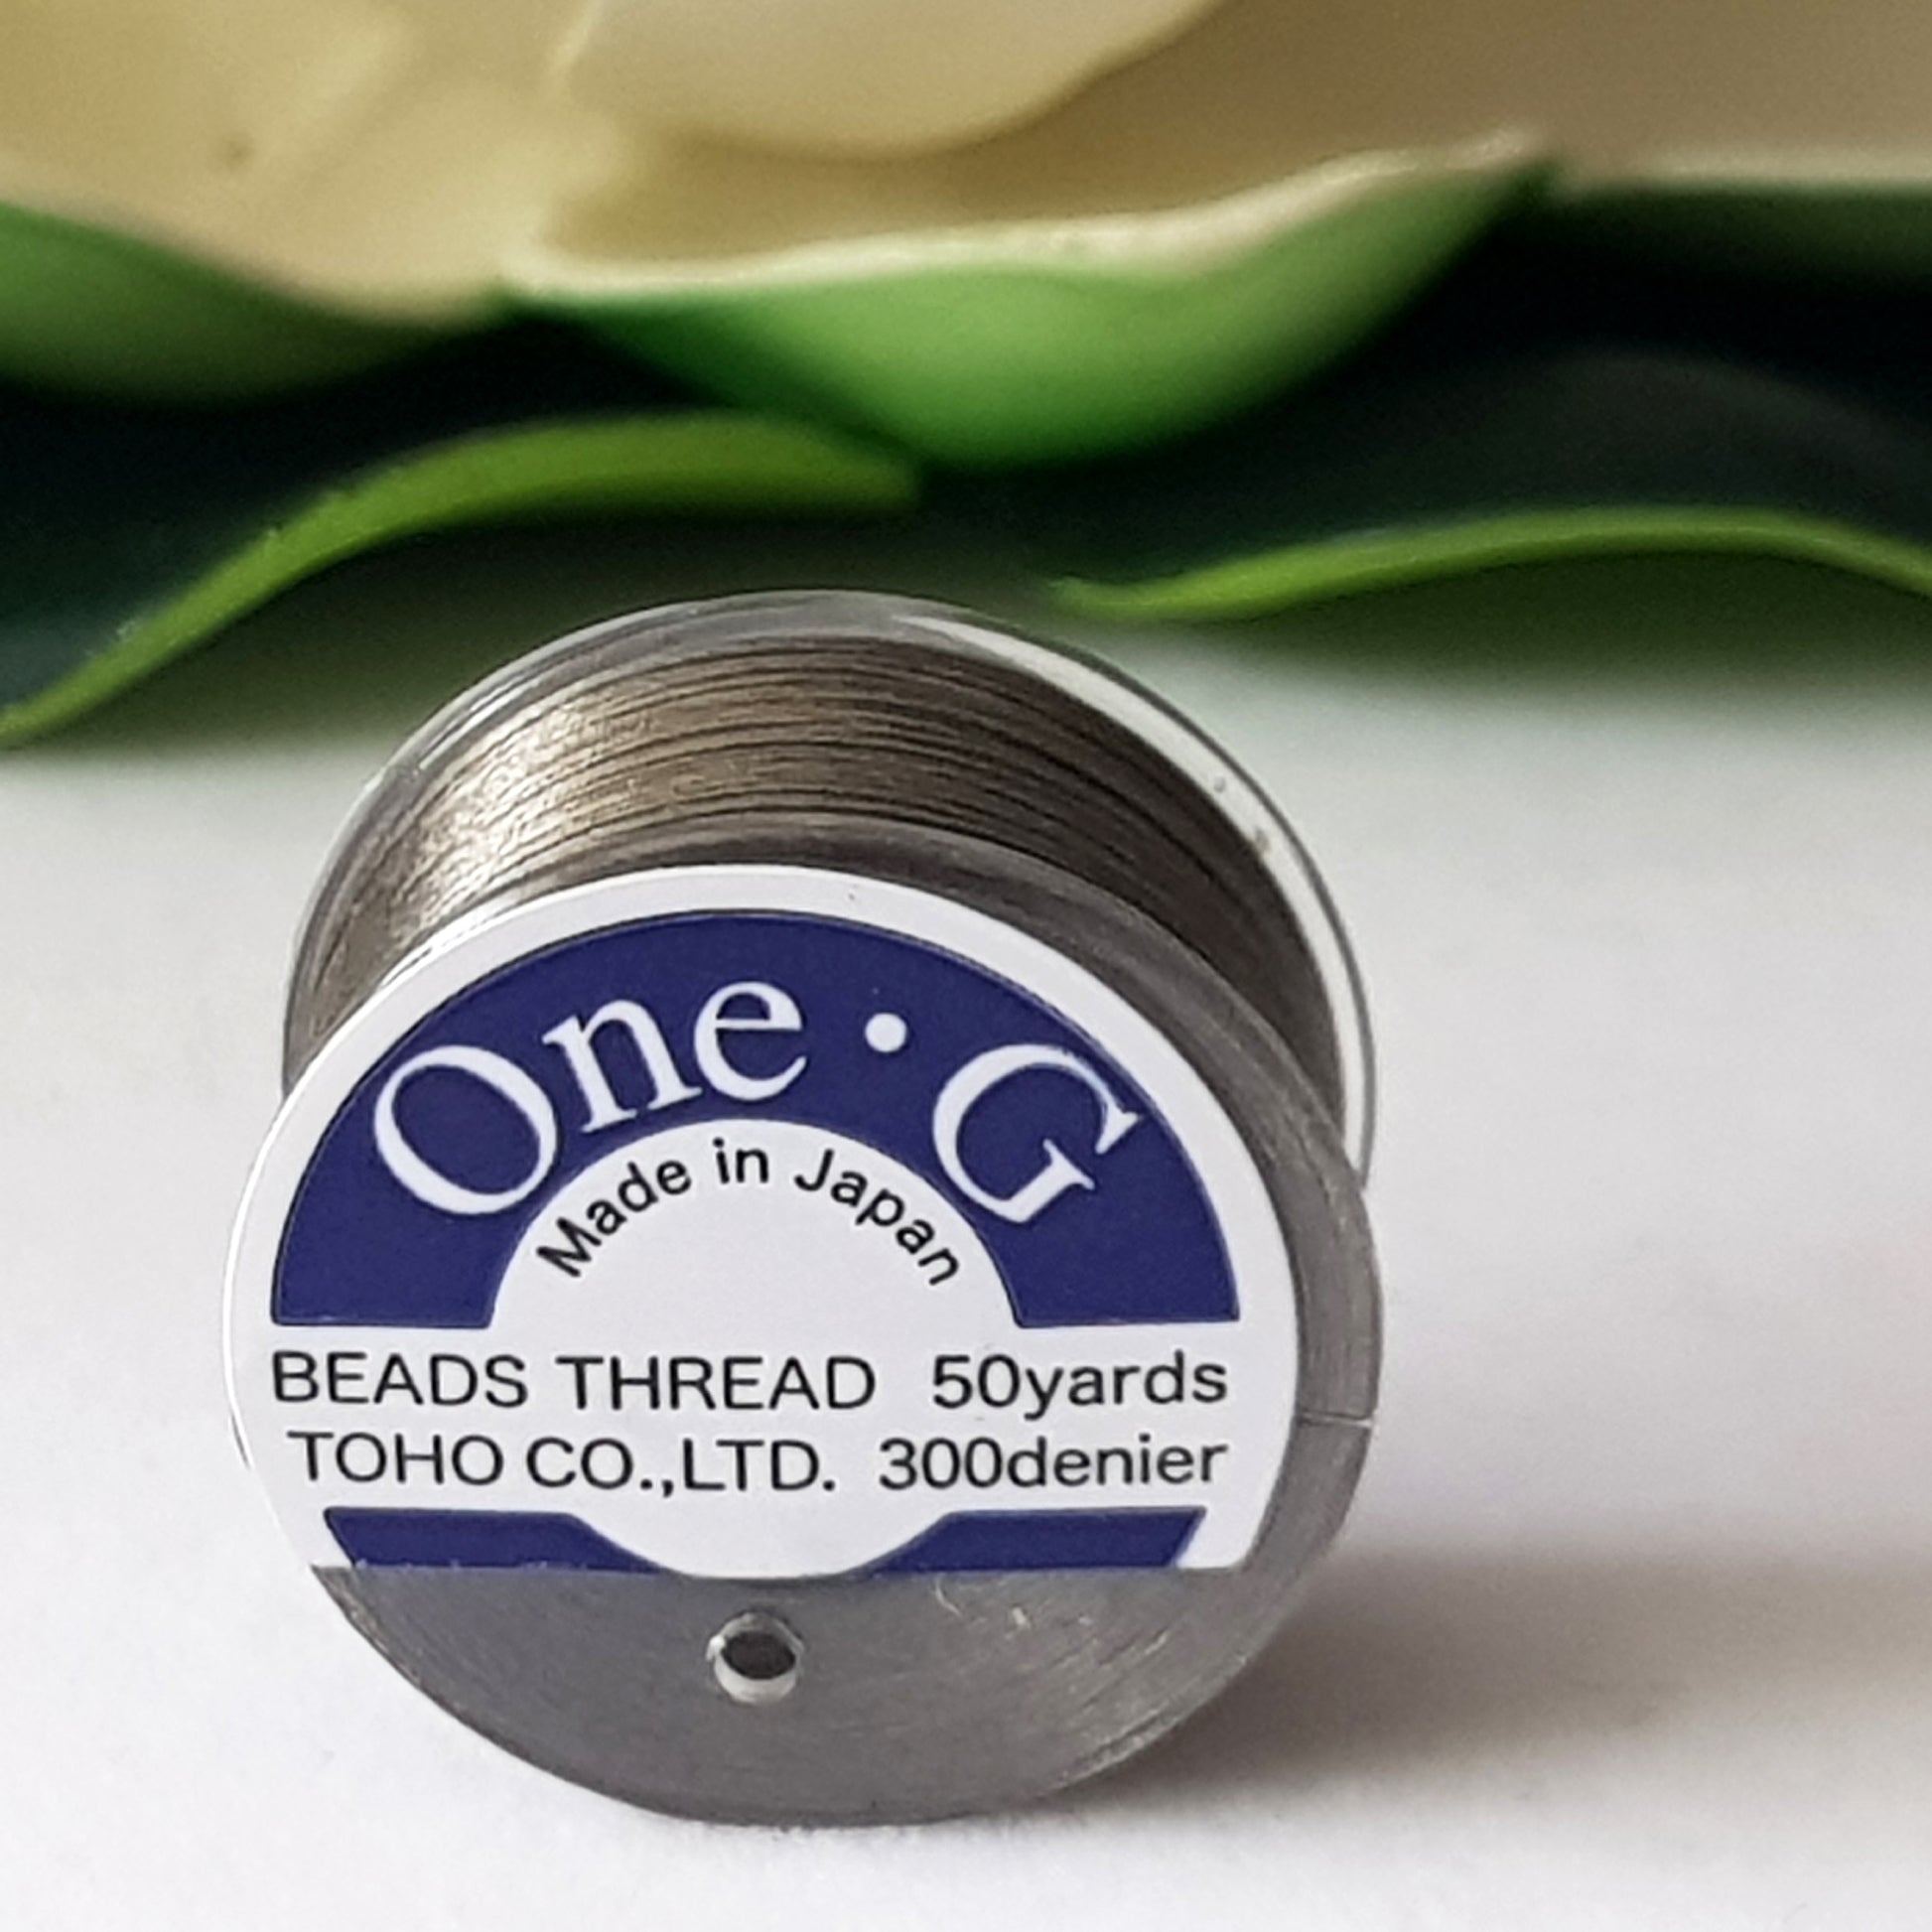 One・G
Made in Japan
BEADS THREAD 50yards
TOHO CO.,LTD. 300denier